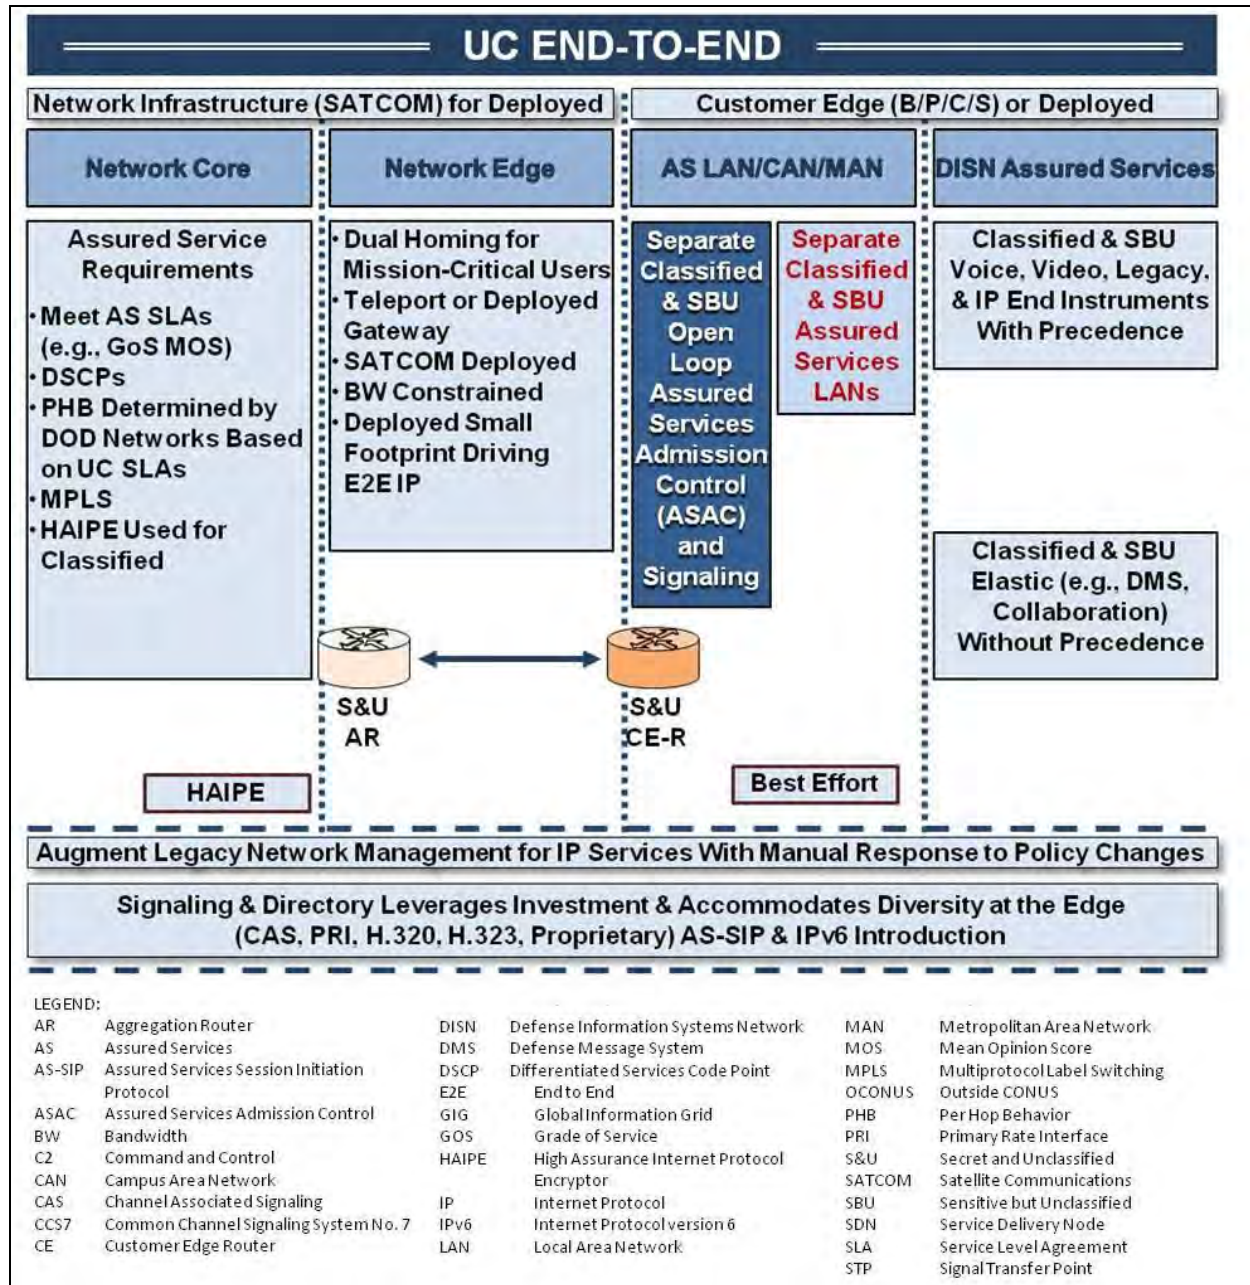 UC END-TO-END
Network Infrastructure (SATCOM) for Deployed
Customer Edge (B/P/C/S) or Deployed
Network Core
Network Edge
AS LAN/CAN/MAN
DISN Assured Services
Assured Service
Requirements
• Meet AS SLAs
(e.g., GoS MOS)
• DSCPs
• PHB Determined by
DOD Networks Based
on UC SLAs
• MPLS
• HAIPE Used for
Classified
• Dual Homing for
Mission-Critical Users
• Teleport or Deployed
Gateway
• SATCOM Deployed
• BW Constrained
• Deployed Small
Footprint Driving
E2E IP
Separate
Classified
& SBU
Open
Loop
Assured
Services
Admission
Control
(ASAC)
and
Signaling
Separate
Classified
& SBU
Assured
Services
LANs
Classified & SBU
Voice, Video, Legacy,
& IP End Instruments
With Precedence
Classified & SBU
Elastic (e.g., DMS,
Collaboration)
Without Precedence
S&U
AR
S&U
CE-R
HAIPE
Best Effort
Augment Legacy Network Management for IP Services With Manual Response to Policy Changes
Signaling & Directory Leverages Investment & Accommodates Diversity at the Edge
(CAS, PRI, H.320, H.323, Proprietary) AS-SIP & IPv6 Introduction
LEGEND:
AR Aggregation Router
AS Assured Services
AS-SIP Assured Services Session Initiation
Protocol
ASAC Assured Services Admission Control
BW Bandwidth
C2 Command and Control
CAN Campus Area Network
CAS Channel Associated Signaling
CCS7 Common Channel Signaling System No. 7
CE Customer Edge Router
DISN Defense Information Systems Network
DMS Defense Message System
DSCP Differentiated Services Code Point
E2E End to End
GIG Global Information Grid
GOS Grade of Service
HAIPE High Assurance Internet Protocol
Encryptor
IP Internet Protocol
IPv6 Internet Protocol version 6
LAN Local Area Network
MAN Metropolitan Area Network
MOS Mean Opinion Score
MPLS Multiprotocol Label Switching
OCONUS Outside CONUS
PHB Per Hop Behavior
PRI Primary Rate Interface
S&U Secret and Unclassified
SATCOM Satellite Communications
SBU Sensitive but Unclassified
SDN Service Delivery Node
SLA Service Level Agreement
STP Signal Transfer Point